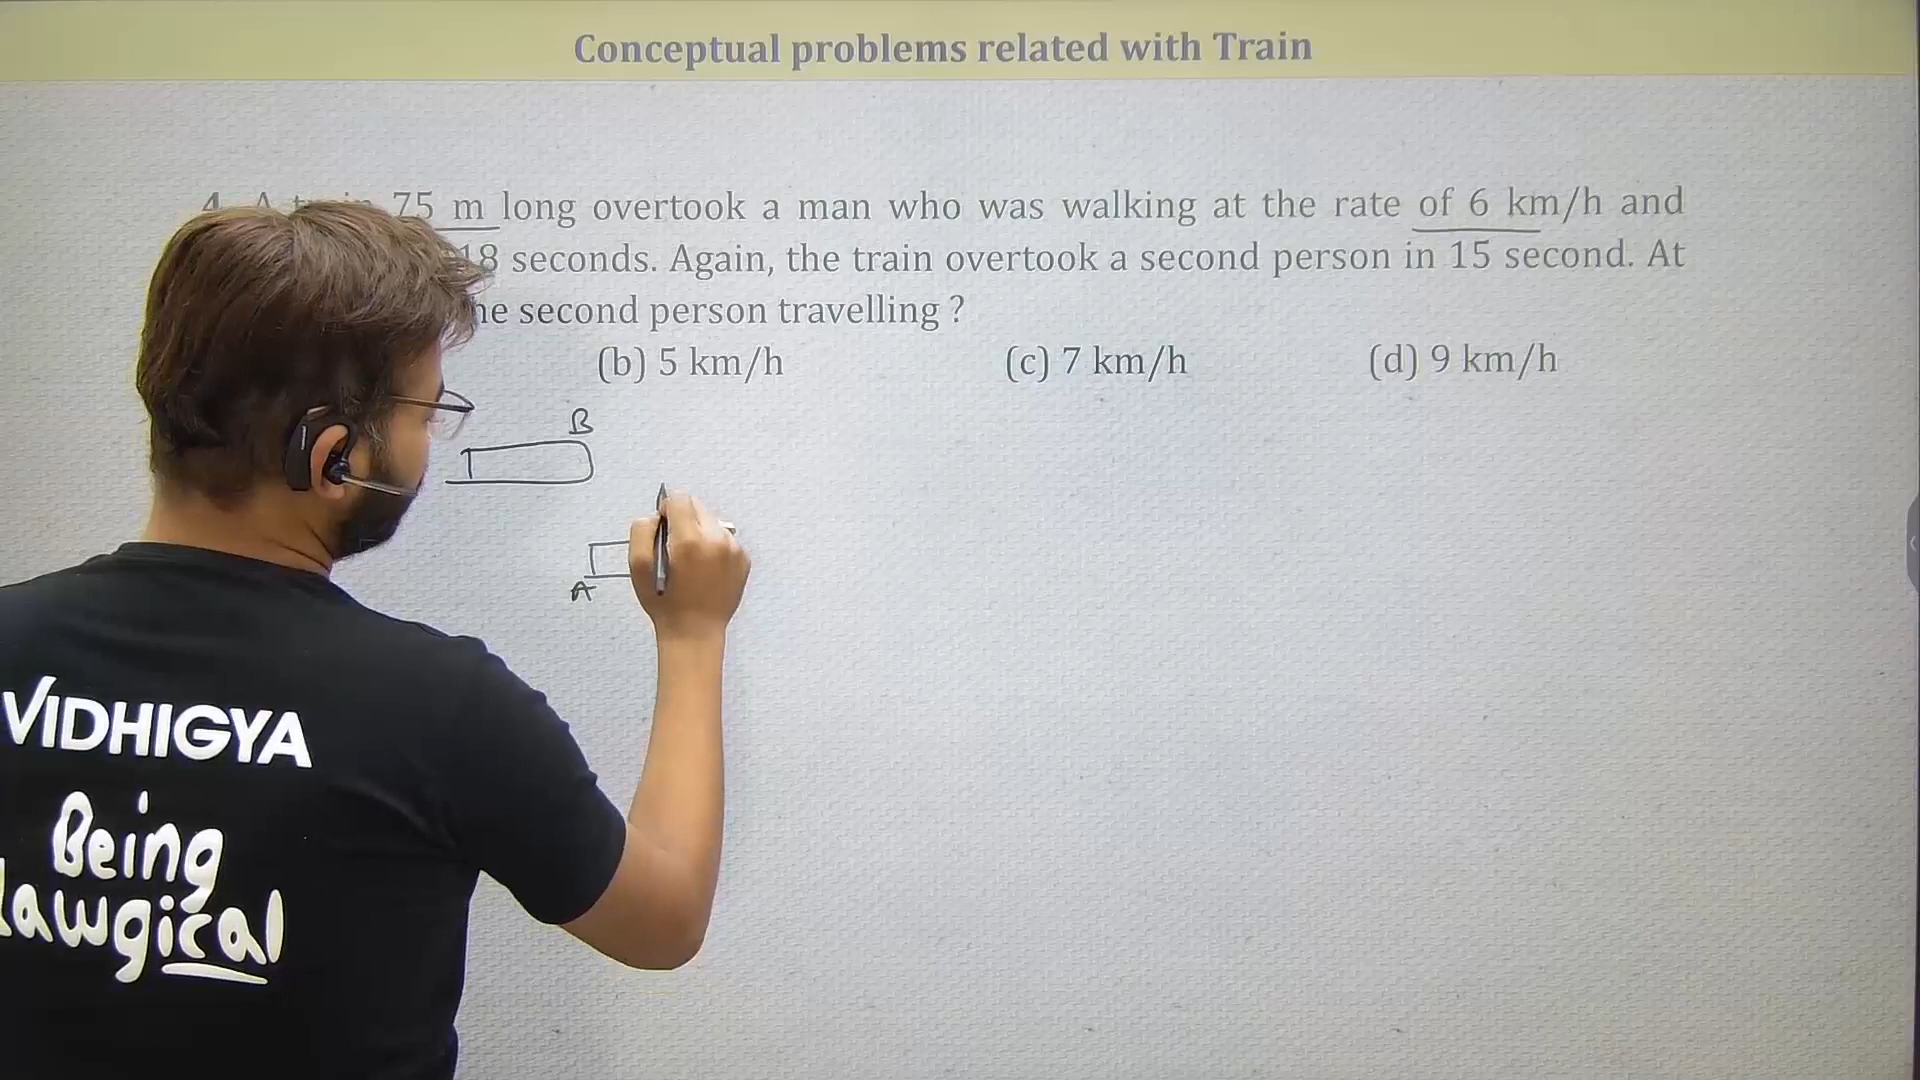 Conceptual problems related with Train
75 m long overtook a man who was walking at the rate of 6 km/h and
18 seconds. Again, the train overtook a second person in 15 second. At
second person travelling ?
(b) 5 km/h (c) 7 km/h (d) 9 km/h
B
A
VIDHIGYA
Being
lawgical